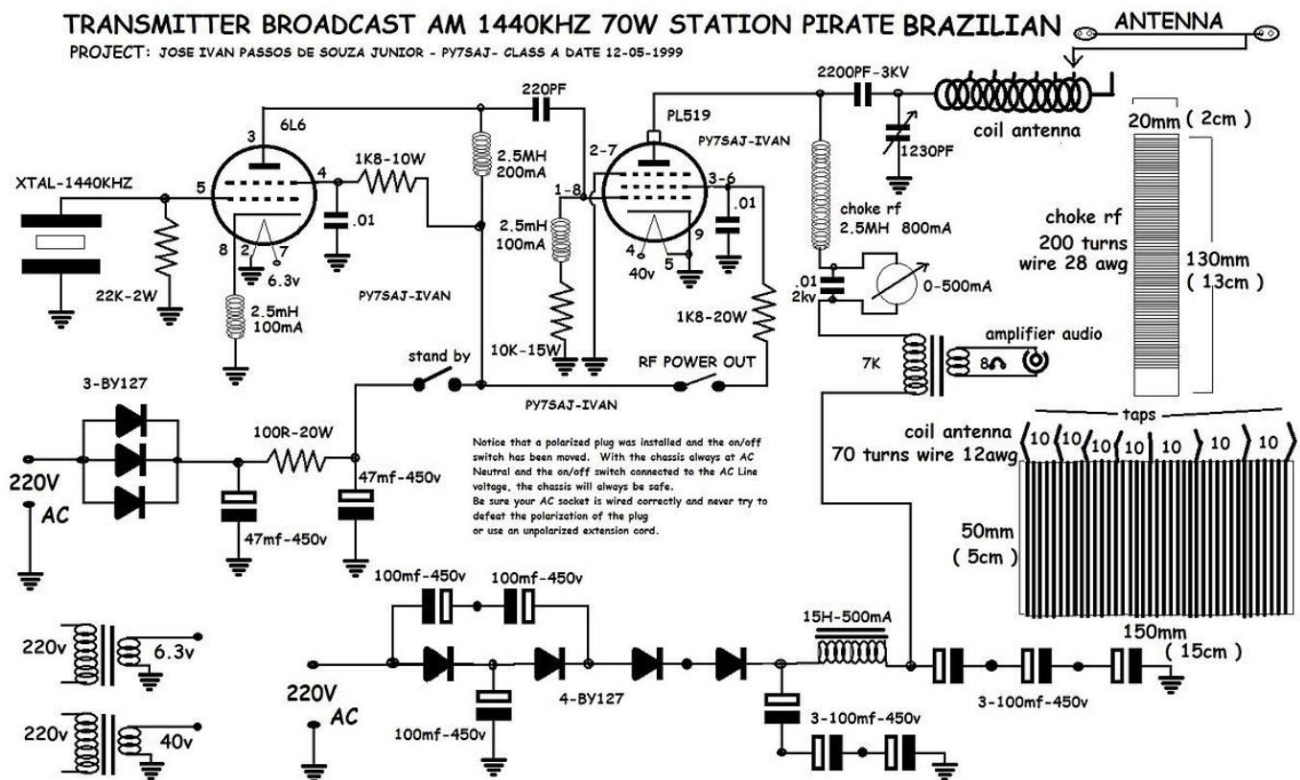 TRANSMITTER BROADCAST AM 1440KHZ 70W STATION PIRATE BRAZILIAN
ANTENNA
PROJECT: JOSE IVAN PASSOS DE SOUZA JUNIOR - PY7SAJ- CLASS A DATE 12-05-1999
220PF
2200PF-3KV
coil antenna
1230PF
20mm ( 2cm )
3
6L6
PL519
PY7SAJ-IVAN
2-7
1K8-10W
2.5MH
200mA
XTAL-1440KHZ
5
4
1-8
3-6
.01
.01
choke rf
2.5MH 800mA
choke rf
200 turns
wire 28 awg
130mm
( 13cm )
8
2
7
6.3v
2.5mH
100mA
4
5
9
40v
22K-2W
2.5mH
100mA
PY7SAJ-IVAN
.01
2kv
0-500mA
1K8-20W
10K-15W
stand by
RF POWER OUT
7K
8
amplifier audio
3-BY127
PY7SAJ-IVAN
100R-20W
47mf-450v
47mf-450v
220V
AC
Notice that a polarized plug was installed and the on/off
switch has been moved. With the chassis always at AC
Neutral and the on/off switch connected to the AC Line
voltage, the chassis will always be safe.
Be sure your AC socket is wired correctly and never try to
defeat the polarization of the plug
or use an unpolarized extension cord.
taps
coil antenna
70 turns wire 12awg
10 10 10 10 10 10 10
50mm
( 5cm )
150mm
( 15cm )
100mf-450v
100mf-450v
15H-500mA
220v
6.3v
220V
AC
4-BY127
100mf-450v
3-100mf-450v
3-100mf-450v
220v
40v